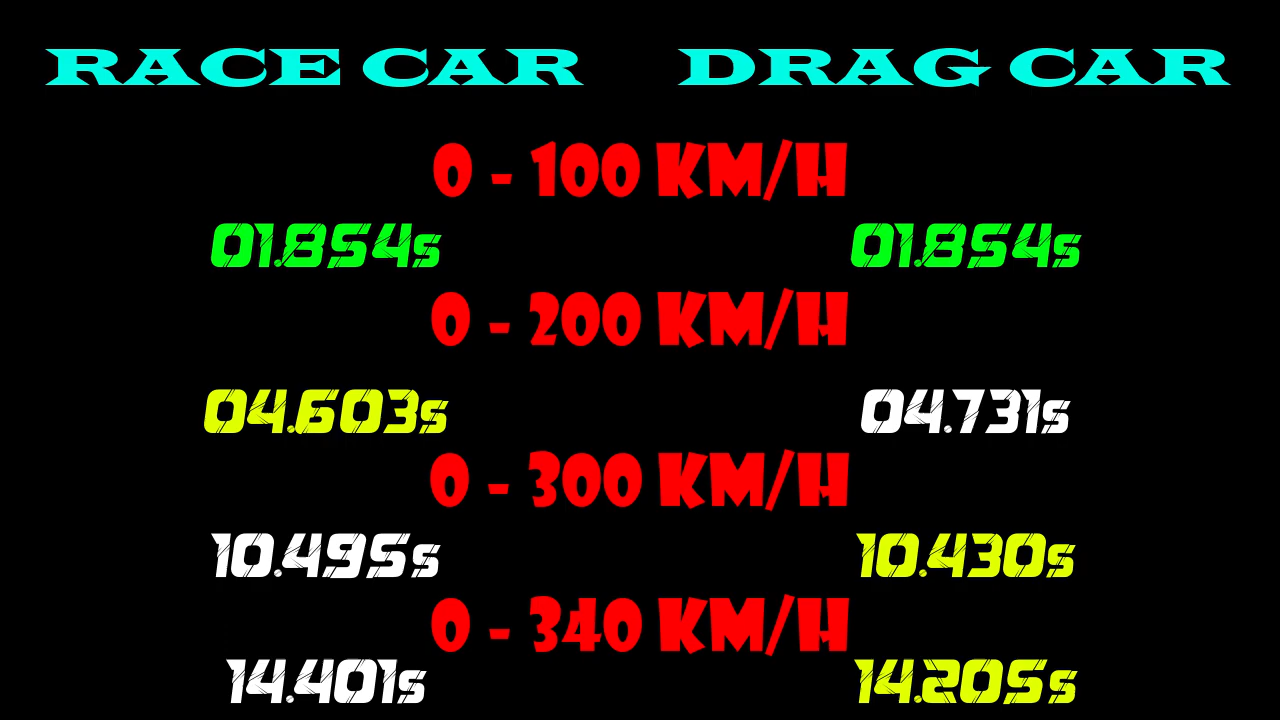 RACE CAR DRAG CAR
0 - 100 KM/H
01.854s 01.854s
0 - 200 KM/H
04.603s 04.731s
0 - 300 KM/H
10.495s 10.430s
0 - 340 KM/H
14.401s 14.205s